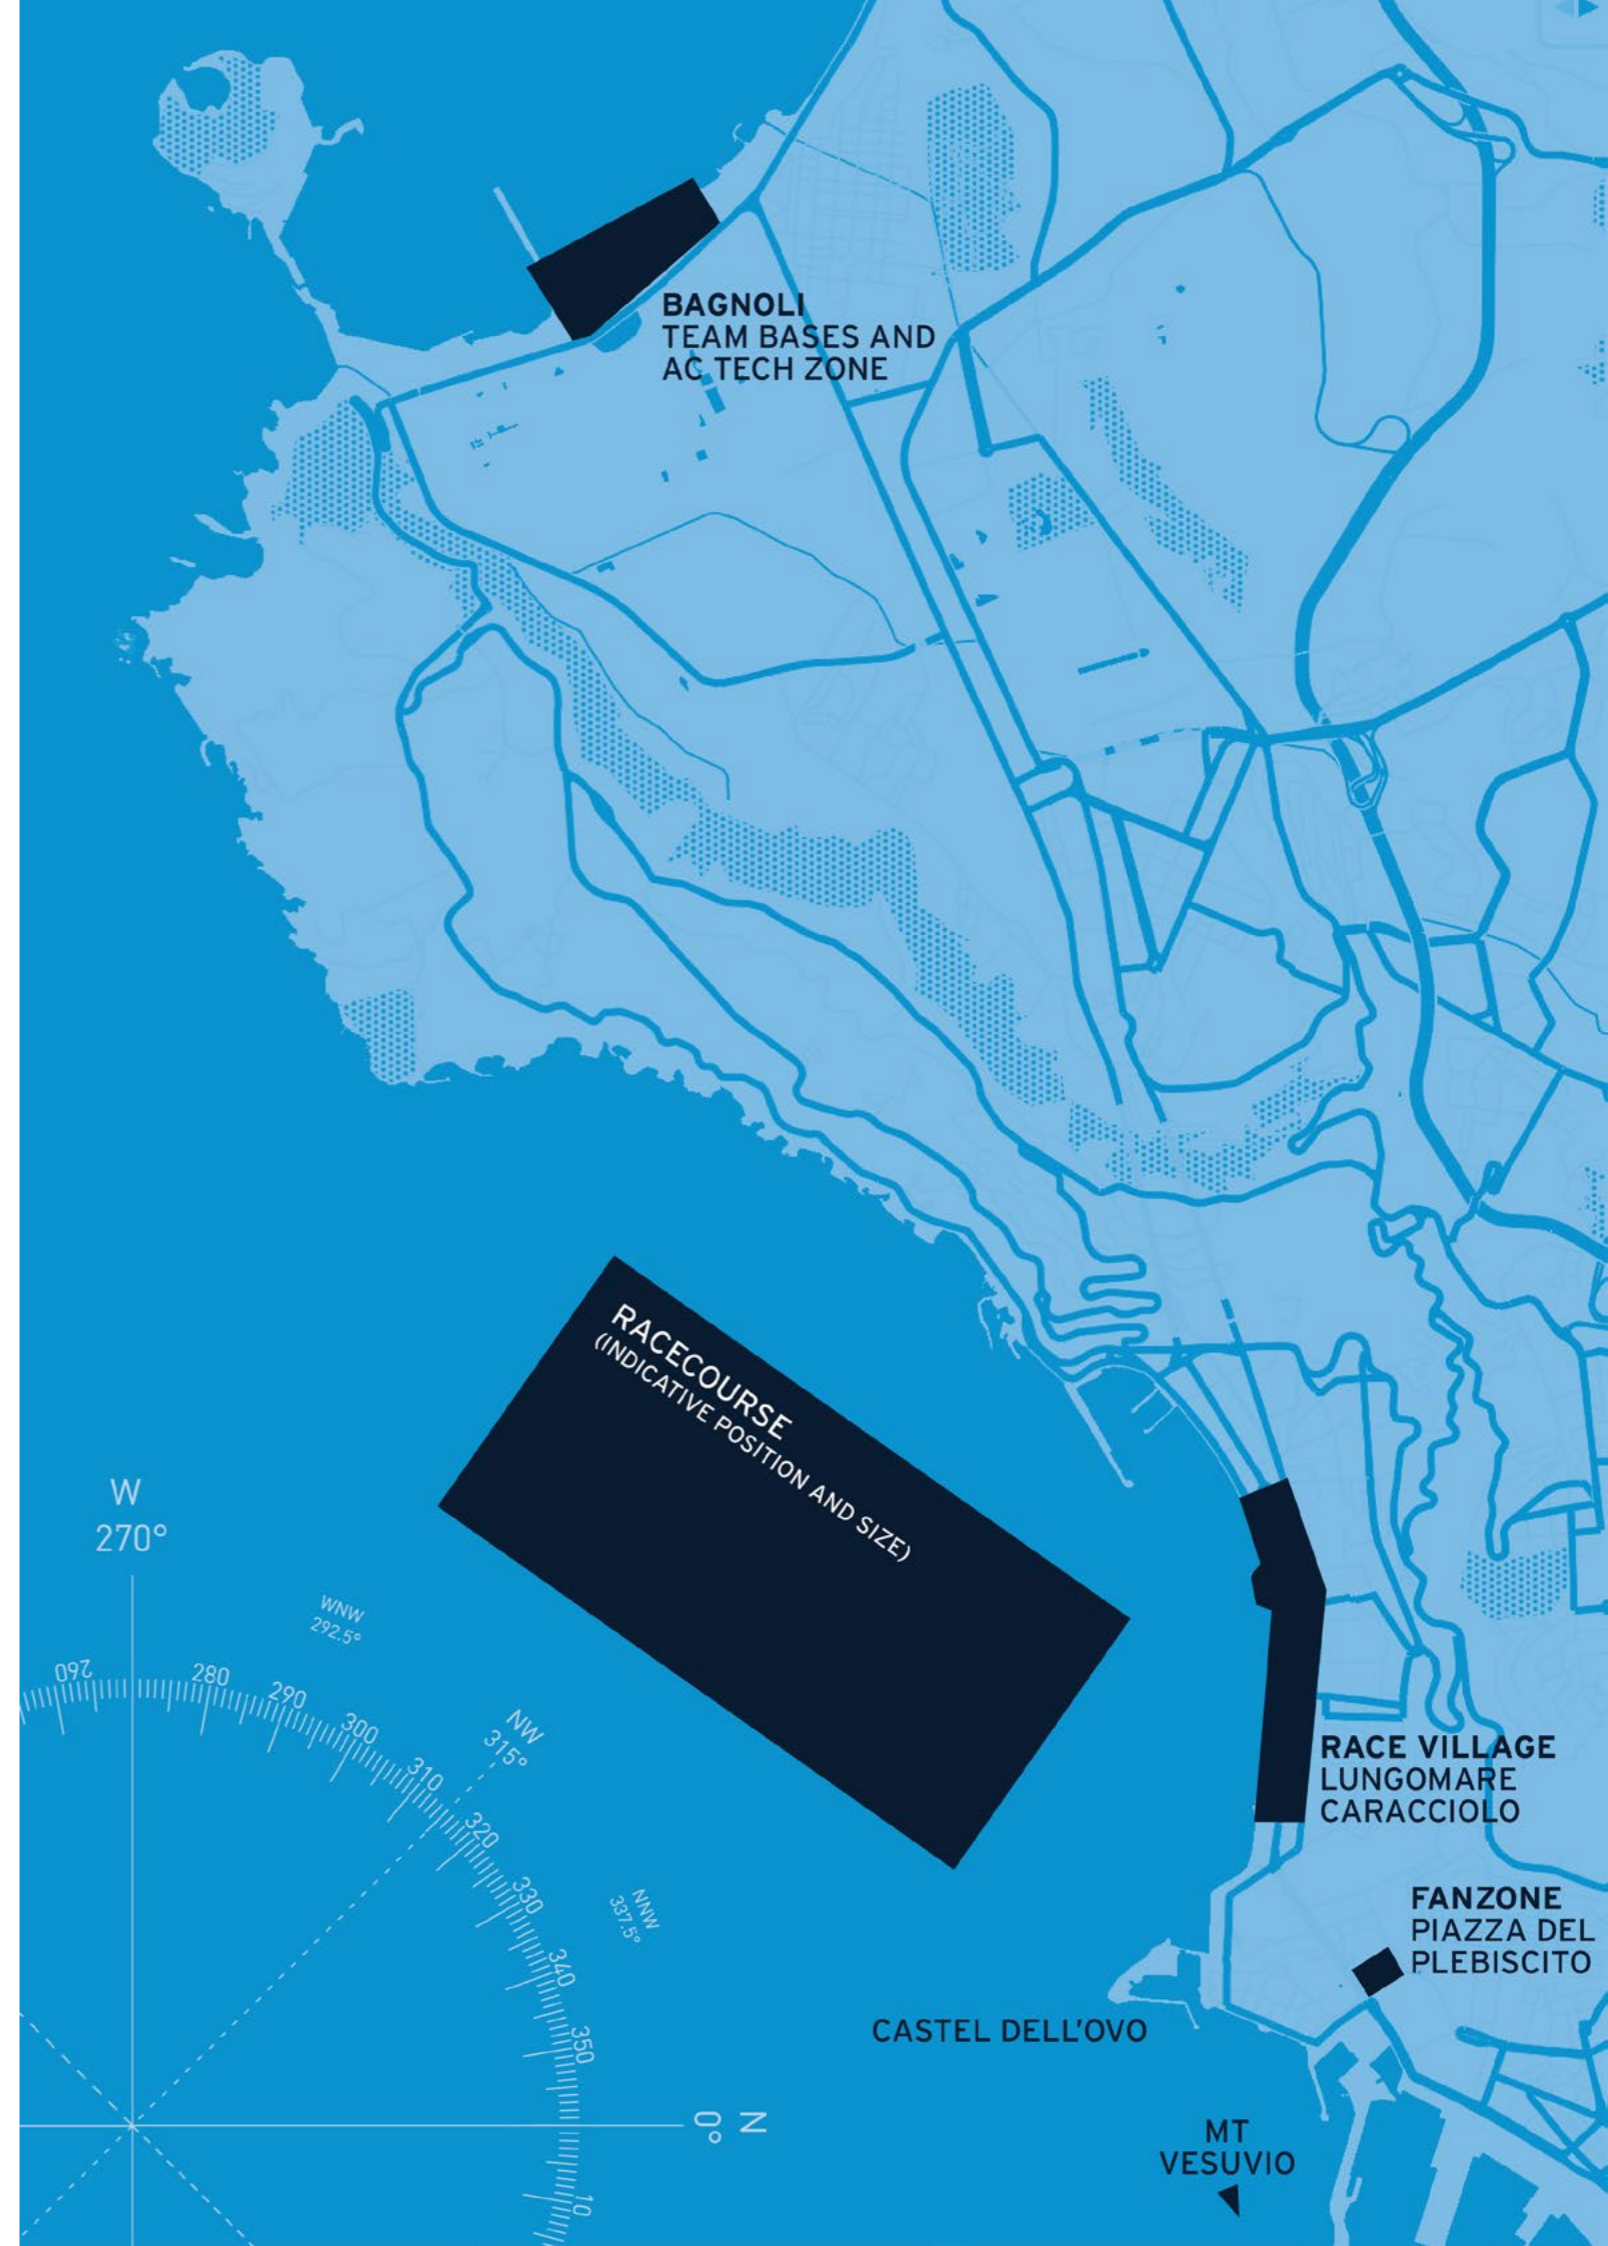 BAGNOLI
TEAM BASES AND
AC TECH ZONE
RACECOURSE
(INDICATIVE POSITION AND SIZE)
W
270°
WNW
292.5°
260
280
290
300
NW
315°
310
320
330
NNW
337.5°
340
350
N
0°
10
RACE VILLAGE
LUNGOMARE
CARACCIOLO
FANZONE
PIAZZA DEL
PLEBISCITO
CASTEL DELL'OVO
MT
VESUVIO